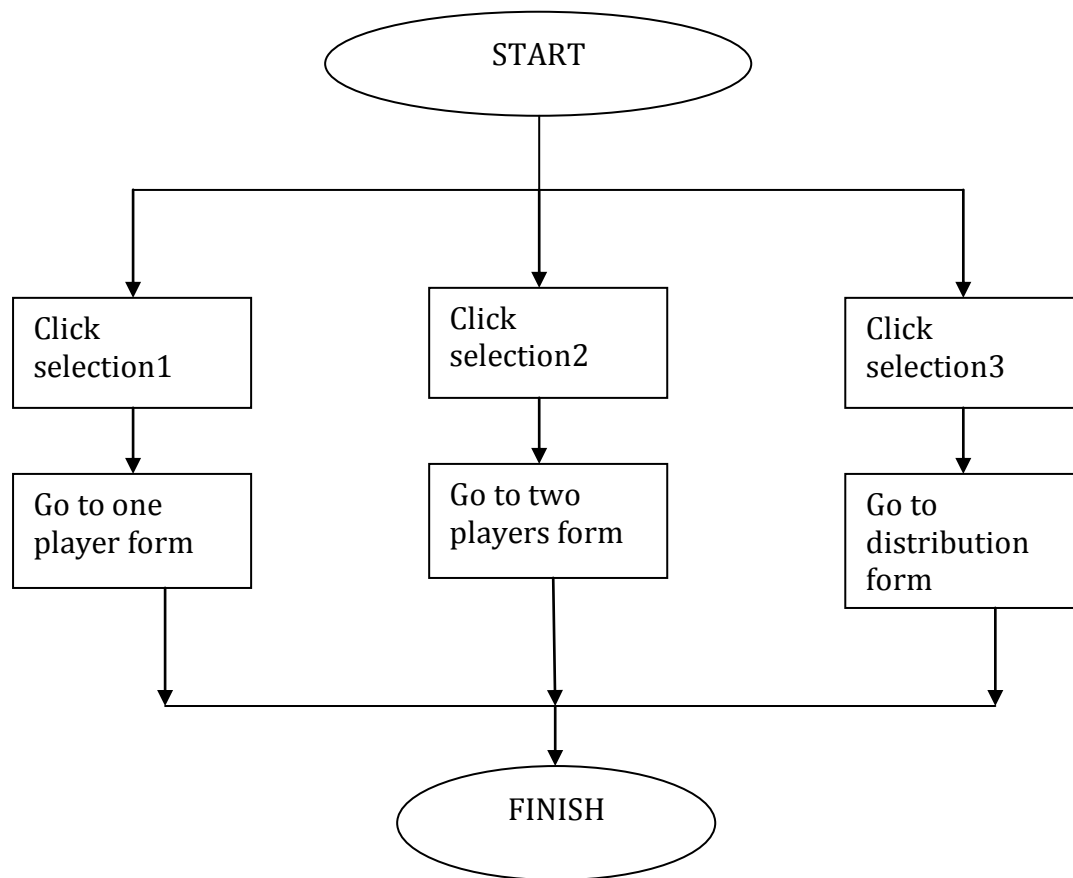 START
Click
selection1
Click
selection2
Click
selection3
Go to one
player form
Go to two
players form
Go to
distribution
form
FINISH